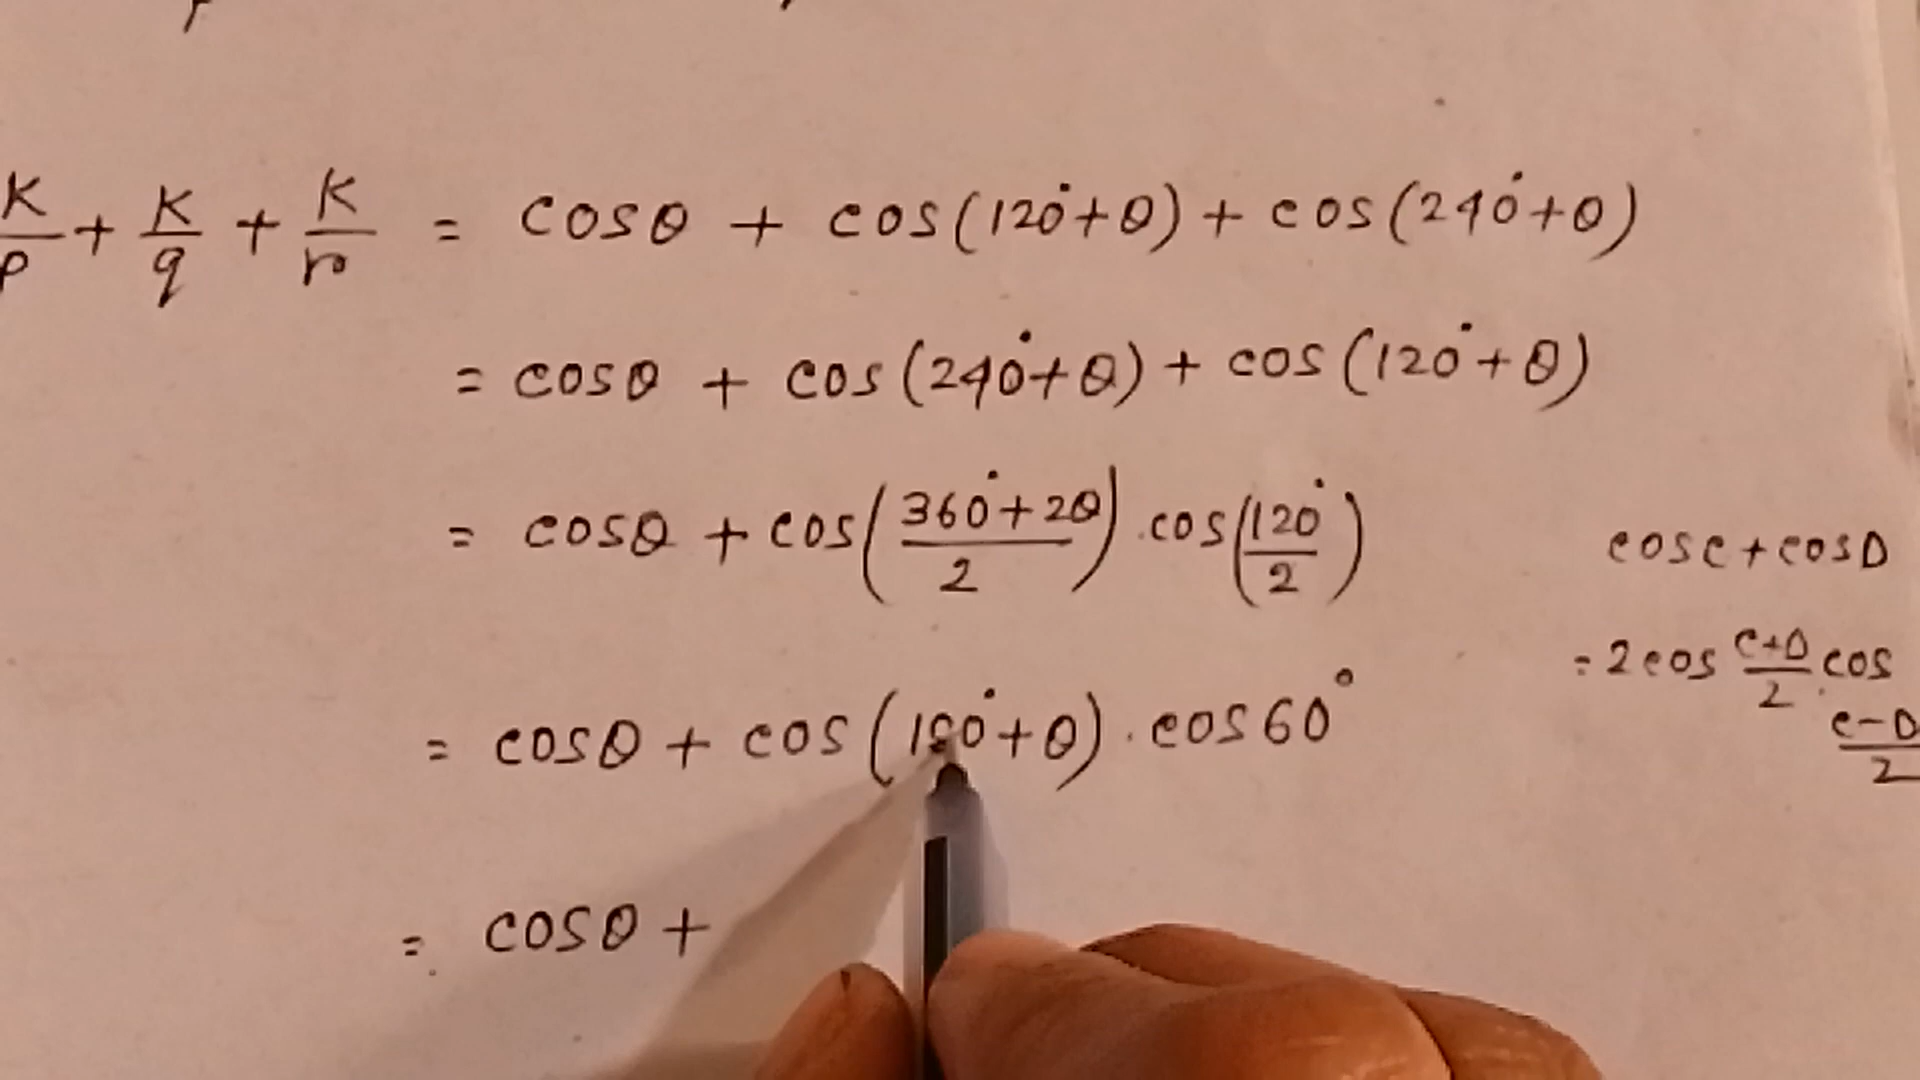 K/p + K/q + K/r = cosθ + cos(120°+θ) + cos(240°+θ)
= cosθ + cos(240°+θ) + cos(120°+θ)
= cosθ + cos((360°+2θ)/2) . cos(120°/2)
cosC + cosD
= 2cos (C+D)/2 . cos (C-D)/2
= cosθ + cos(180°+θ) . cos60°
= cosθ +